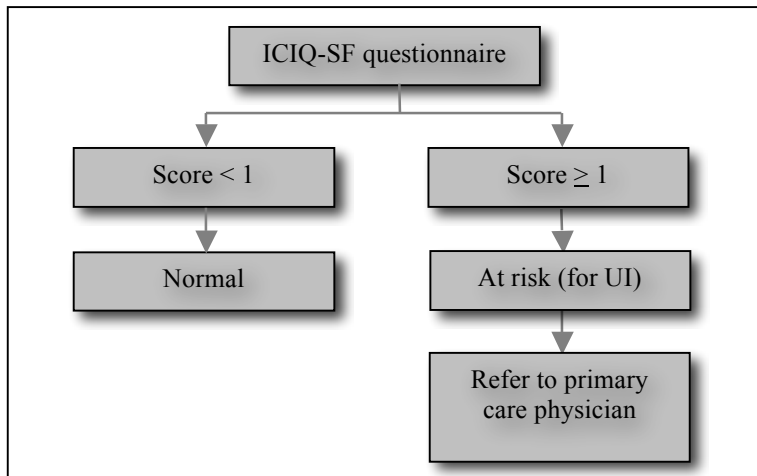 ICIQ-SF questionnaire
Score < 1
Score ≥ 1
Normal
At risk (for UI)
Refer to primary
care physician